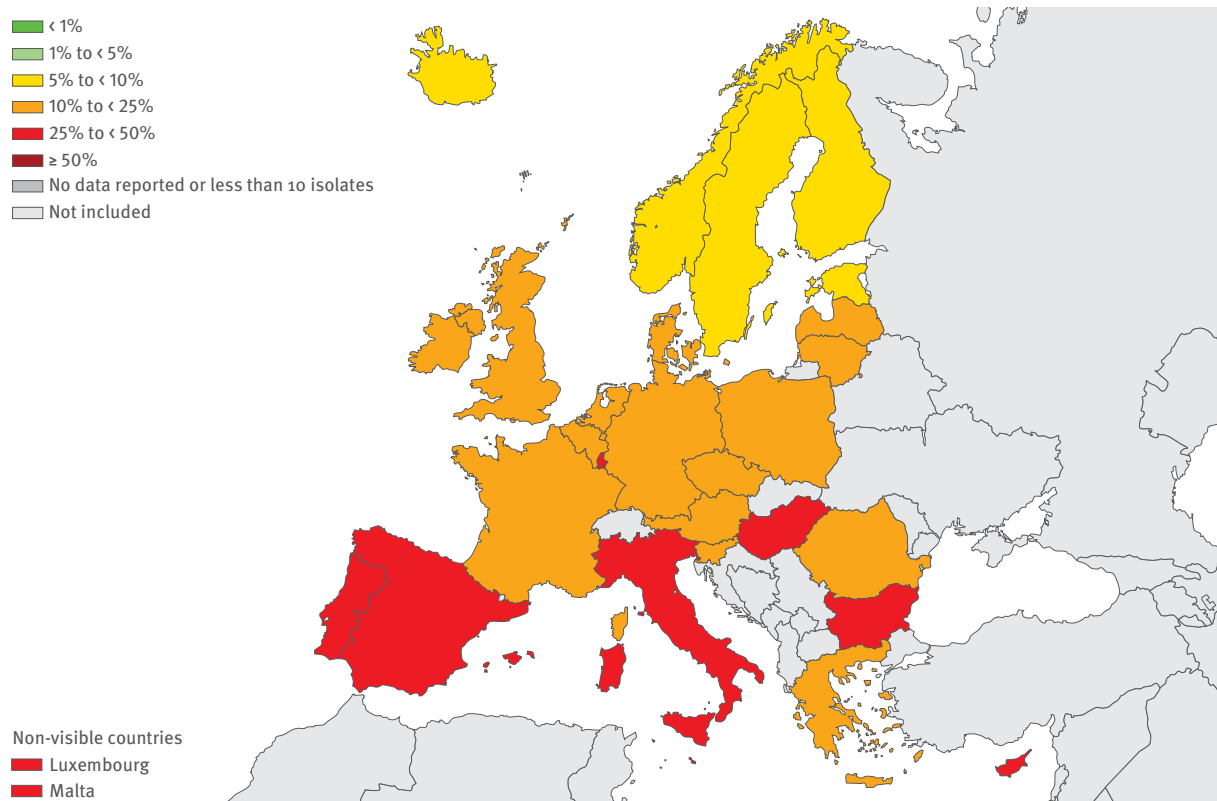 < 1%
1% to < 5%
5% to < 10%
10% to < 25%
25% to < 50%
≥ 50%
No data reported or less than 10 isolates
Not included
Non-visible countries
Luxembourg
Malta